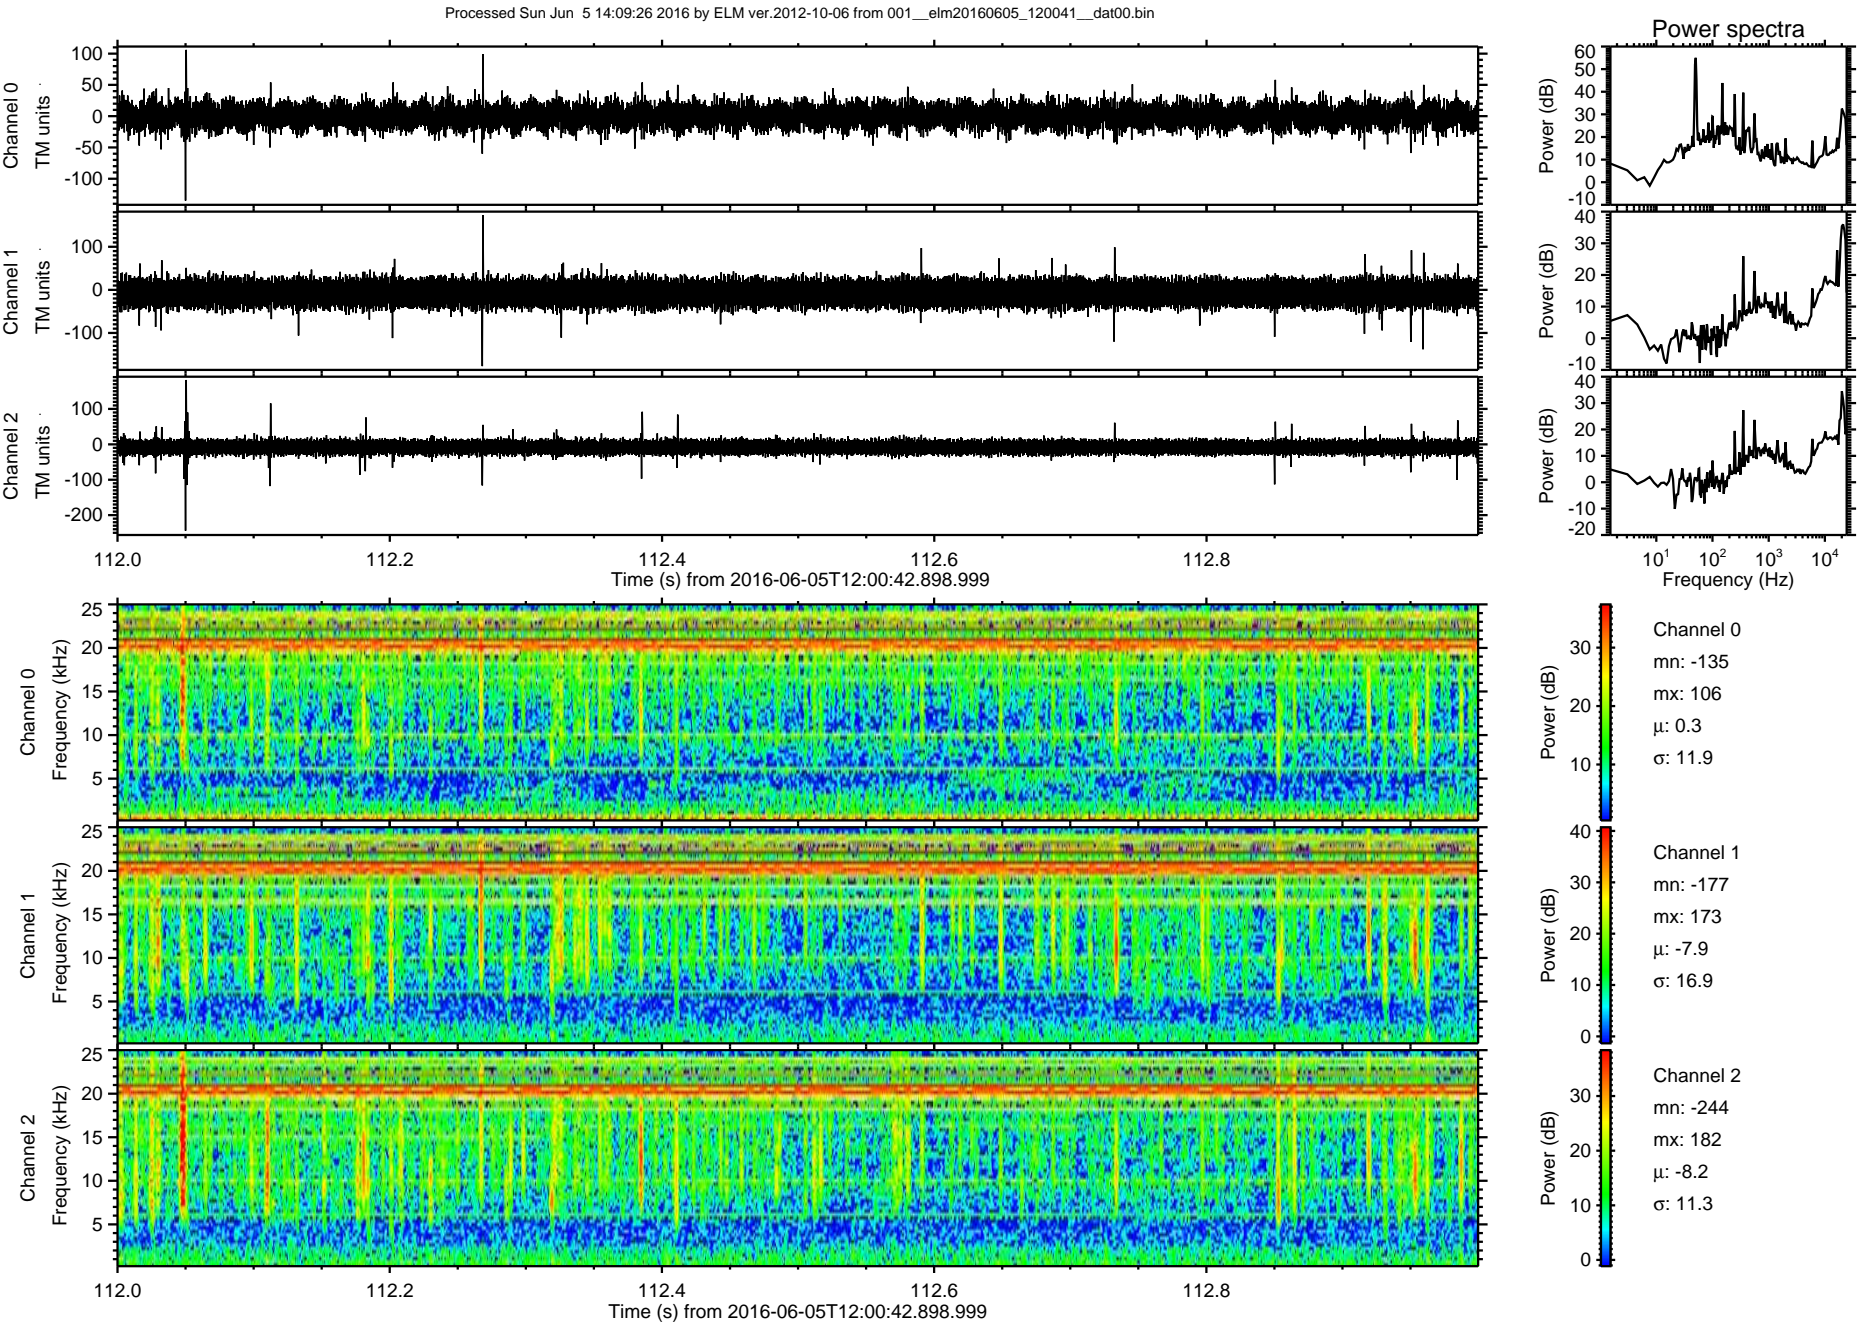 Processed Sun Jun  5 14:09:26 2016 by ELM ver.2012-10-06 from 001__elm20160605_120041__dat00.bin
Power spectra
Channel 0
TM units
100
50
0
-50
-100
Power (dB)
60
50
40
30
20
10
0
-10
Channel 1
TM units
100
0
-100
Power (dB)
40
30
20
10
0
-10
Channel 2
TM units
100
0
-100
-200
Power (dB)
40
30
20
10
0
-10
-20
112.0 112.2 112.4 112.6 112.8
Time (s) from 2016-06-05T12:00:42.898.999
10¹ 10² 10³ 10⁴
Frequency (Hz)
Channel 0
Frequency (kHz)
25
20
15
10
5
Power (dB)
30
20
10
Channel 0
mn: -135
mx: 106
μ: 0.3
σ: 11.9
Channel 1
Frequency (kHz)
25
20
15
10
5
Power (dB)
40
30
20
10
0
Channel 1
mn: -177
mx: 173
μ: -7.9
σ: 16.9
Channel 2
Frequency (kHz)
25
20
15
10
5
Power (dB)
30
20
10
0
Channel 2
mn: -244
mx: 182
μ: -8.2
σ: 11.3
112.0 112.2 112.4 112.6 112.8
Time (s) from 2016-06-05T12:00:42.898.999